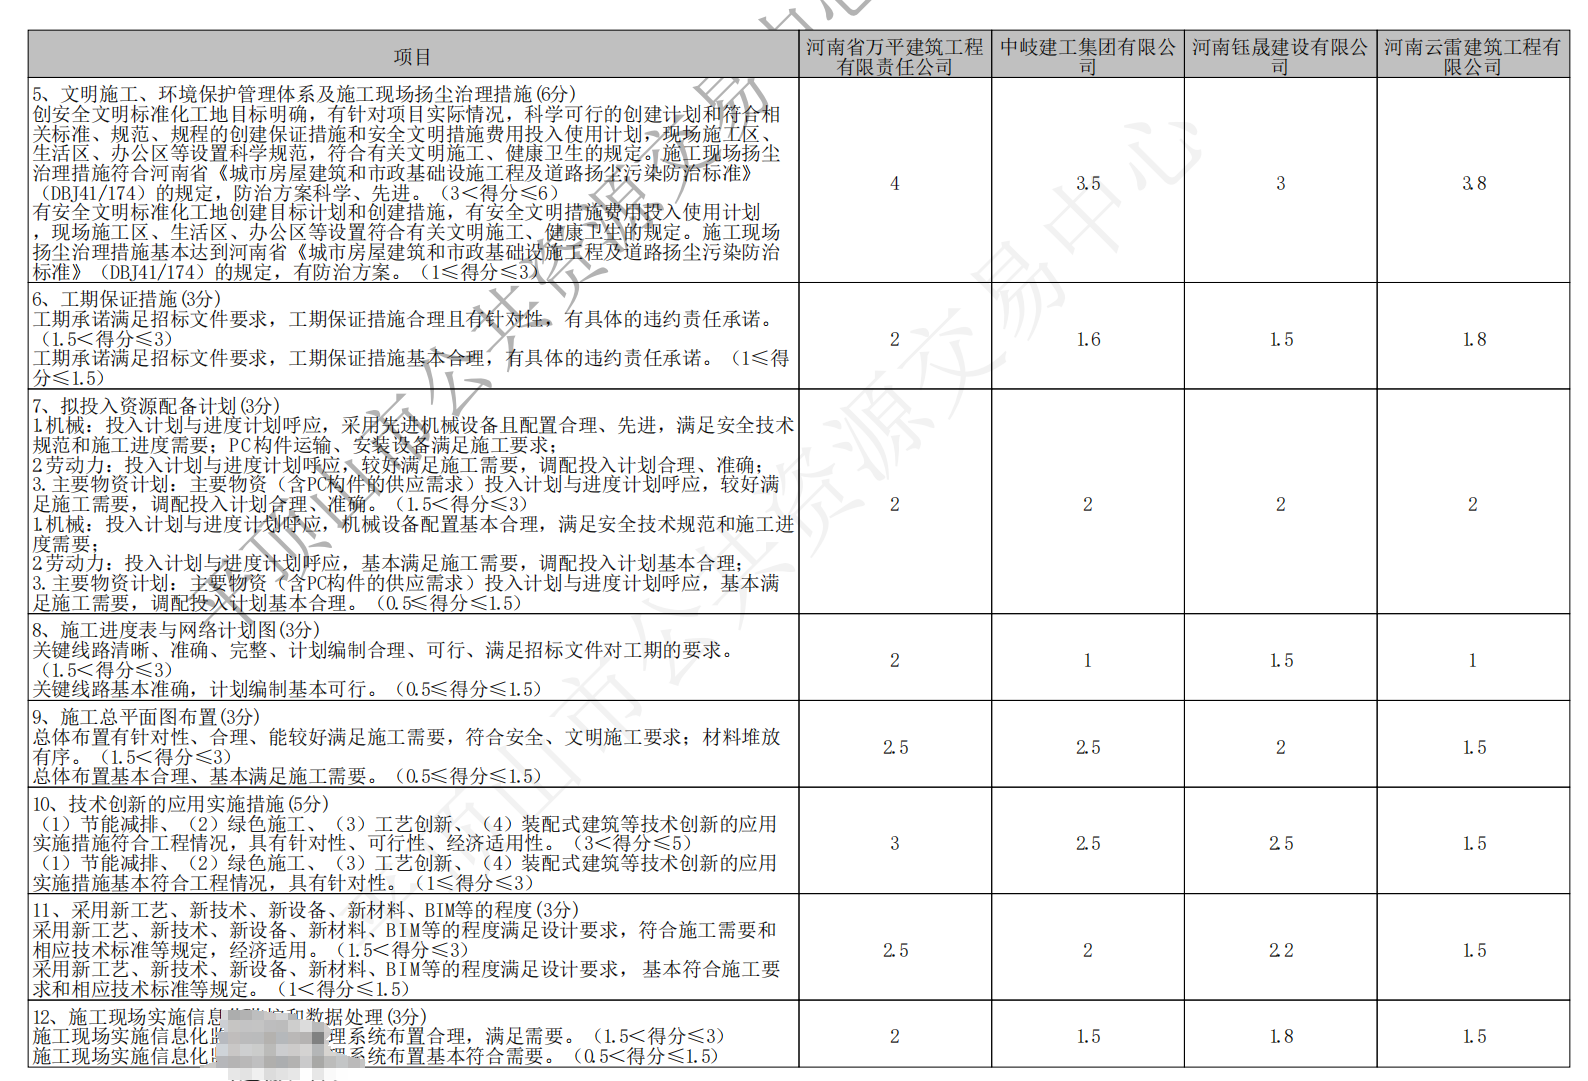 项目
河南省万平建筑工程
有限责任公司
中岐建工集团有限公
司
河南钰晟建设有限公
司
河南云雷建筑工程有
限公司
5、文明施工、环境保护管理体系及施工现场扬尘治理措施(6分)
创安全文明标准化工地目标明确，有针对项目实际情况，科学可行的创建计划和符合相
关标准、规范、规程的创建保证措施和安全文明措施费用投入使用计划，现场施工区、
生活区、办公区等设置科学规范，符合有关文明施工、健康卫生的规定。施工现场扬尘
治理措施符合河南省《城市房屋建筑和市政基础设施工程及道路扬尘污染防治标准》
（DBJ41/174）的规定，防治方案科学、先进。（3＜得分≤6）
有安全文明标准化工地创建目标计划和创建措施，有安全文明措施费用投入使用计划
，现场施工区、生活区、办公区等设置符合有关文明施工、健康卫生的规定。施工现场
扬尘治理措施基本达到河南省《城市房屋建筑和市政基础设施工程及道路扬尘污染防治
标准》（DBJ41/174）的规定，有防治方案。（1≤得分≤3）
4
3.5
3
3.8
6、工期保证措施(3分)
工期承诺满足招标文件要求，工期保证措施合理且有针对性，有具体的违约责任承诺。
（1.5＜得分≤3）
工期承诺满足招标文件要求，工期保证措施基本合理，有具体的违约责任承诺。（1≤得
分≤1.5）
2
1.6
1.5
1.8
7、拟投入资源配备计划(3分)
1.机械：投入计划与进度计划呼应，采用先进机械设备且配置合理、先进，满足安全技术
规范和施工进度需要；PC构件运输、安装设备满足施工要求；
2.劳动力：投入计划与进度计划呼应，较好满足施工需要，调配投入计划合理、准确；
3.主要物资计划：主要物资（含PC构件的供应需求）投入计划与进度计划呼应，较好满
足施工需要，调配投入计划合理、准确。（1.5＜得分≤3）
1.机械：投入计划与进度计划呼应，机械设备配置基本合理，满足安全技术规范和施工进
度需要；
2.劳动力：投入计划与进度计划呼应，基本满足施工需要，调配投入计划基本合理；
3.主要物资计划：主要物资（含PC构件的供应需求）投入计划与进度计划呼应，基本满
足施工需要，调配投入计划基本合理。（0.5≤得分≤1.5）
2
2
2
2
8、施工进度表与网络计划图(3分)
关键线路清晰、准确、完整、计划编制合理、可行、满足招标文件对工期的要求。
（1.5＜得分≤3）
关键线路基本准确，计划编制基本可行。（0.5≤得分≤1.5）
2
1
1.5
1
9、施工总平面图布置(3分)
总体布置有针对性、合理、能较好满足施工需要，符合安全、文明施工要求；材料堆放
有序。（1.5＜得分≤3）
总体布置基本合理、基本满足施工需要。（0.5≤得分≤1.5）
2.5
2.5
2
1.5
10、技术创新的应用实施措施(5分)
（1）节能减排、（2）绿色施工、（3）工艺创新、（4）装配式建筑等技术创新的应用
实施措施符合工程情况，具有针对性、可行性、经济适用性。（3＜得分≤5）
（1）节能减排、（2）绿色施工、（3）工艺创新、（4）装配式建筑等技术创新的应用
实施措施基本符合工程情况，具有针对性。（1≤得分≤3）
3
2.5
2.5
1.5
11、采用新工艺、新技术、新设备、新材料、BIM等的程度(3分)
采用新工艺、新技术、新设备、新材料、BIM等的程度满足设计要求，符合施工需要和
相应技术标准等规定，经济适用。（1.5＜得分≤3）
采用新工艺、新技术、新设备、新材料、BIM等的程度满足设计要求，基本符合施工要
求和相应技术标准等规定。（1＜得分≤1.5）
2.5
2
2.2
1.5
12、施工现场实施信息 和数据处理(3分)
施工现场实施信息化 理系统布置合理，满足需要。（1.5＜得分≤3）
施工现场实施信息化 系统布置基本符合需要。（0.5≤得分≤1.5）
2
1.5
1.8
1.5
平顶山市公共资源交易中心
平顶山市公共资源交易中心